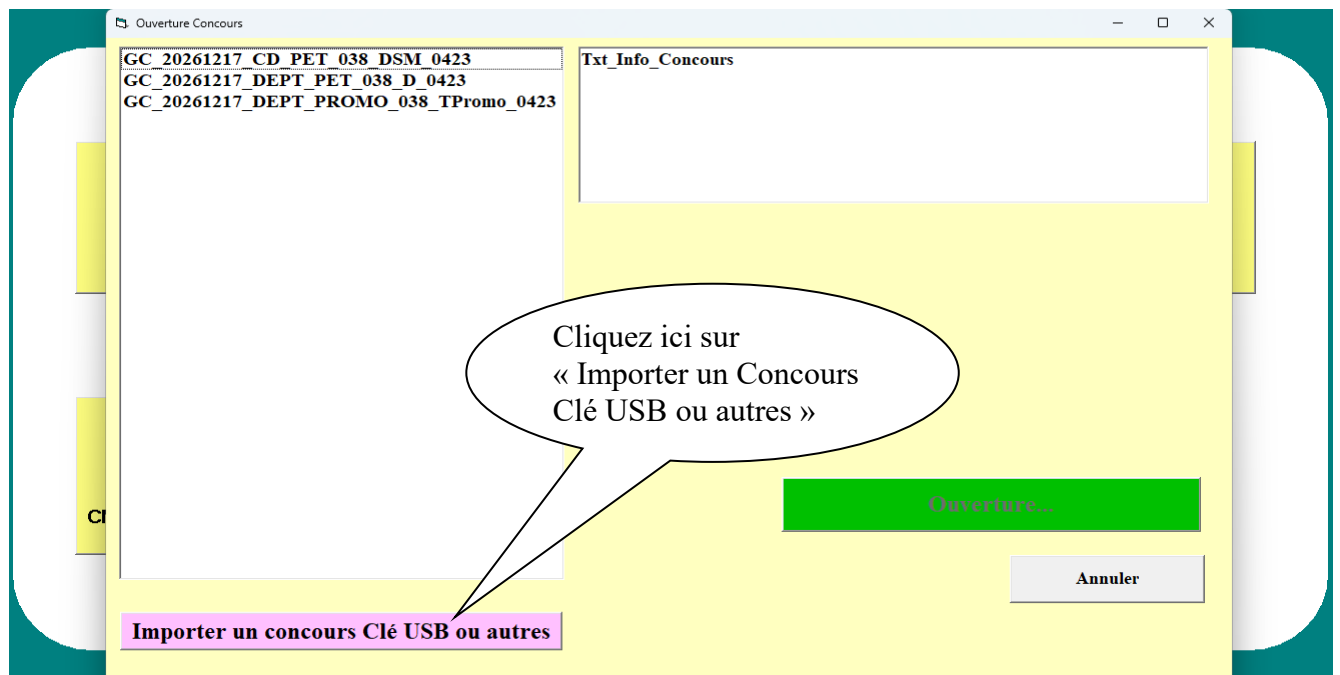 Ouverture Concours
GC_20261217_CD_PET_038_DSM_0423
GC_20261217_DEPT_PET_038_D_0423
GC_20261217_DEPT_PROMO_038_TPromo_0423
Txt_Info_Concours
Cliquez ici sur
« Importer un Concours
Clé USB ou autres »
Ouverture...
Annuler
Importer un concours Clé USB ou autres